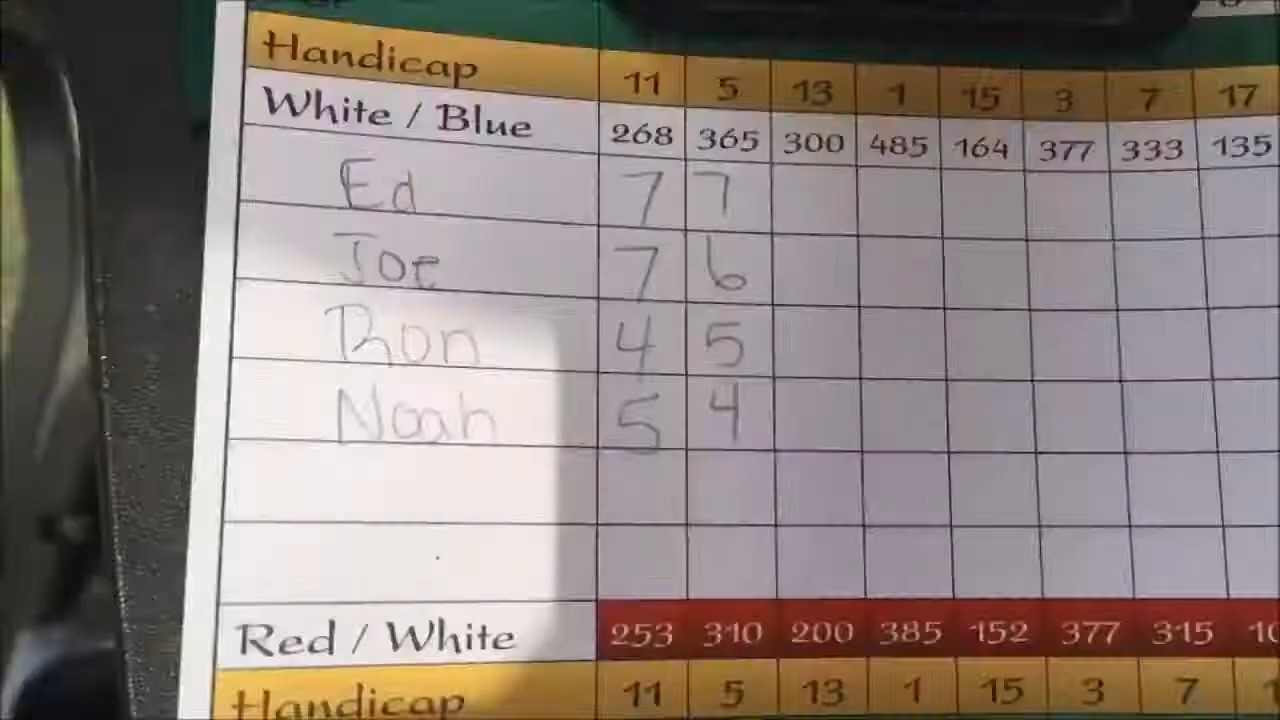 Handicap 11 5 13 1 15 3 7 17
White / Blue 268 365 300 485 164 377 333 135
Ed 7 7
Joe 7 6
Ron 4 5
Noah 5 4
Red / White 253 310 200 385 152 377 315 10
Handicap 11 5 13 1 15 3 7 1